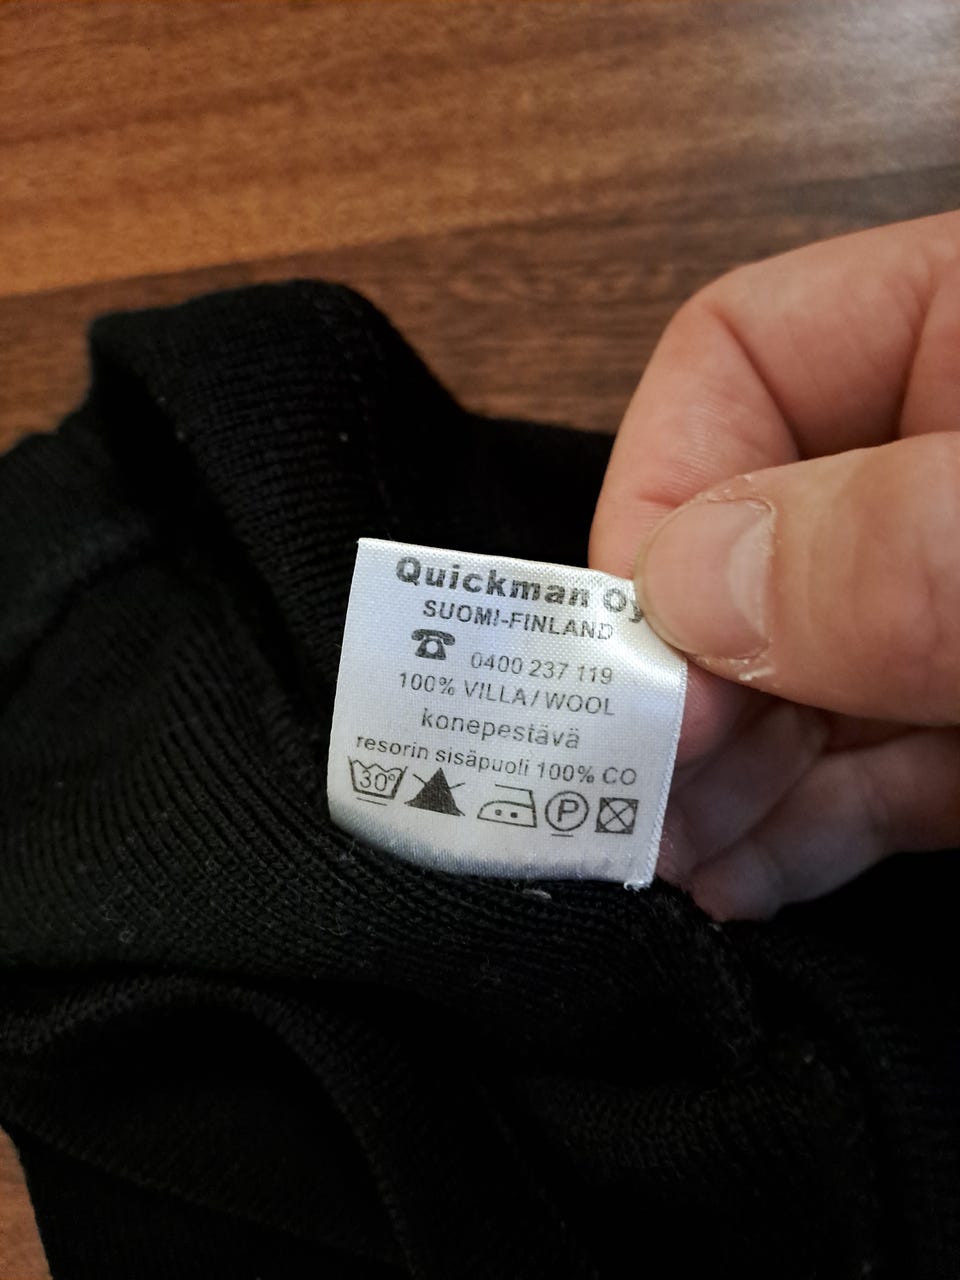 Quickman Oy
SUOMI-FINLAND
0400 237 119
100% VILLA/WOOL
konepestävä
resorin sisäpuoli 100% CO
30° P